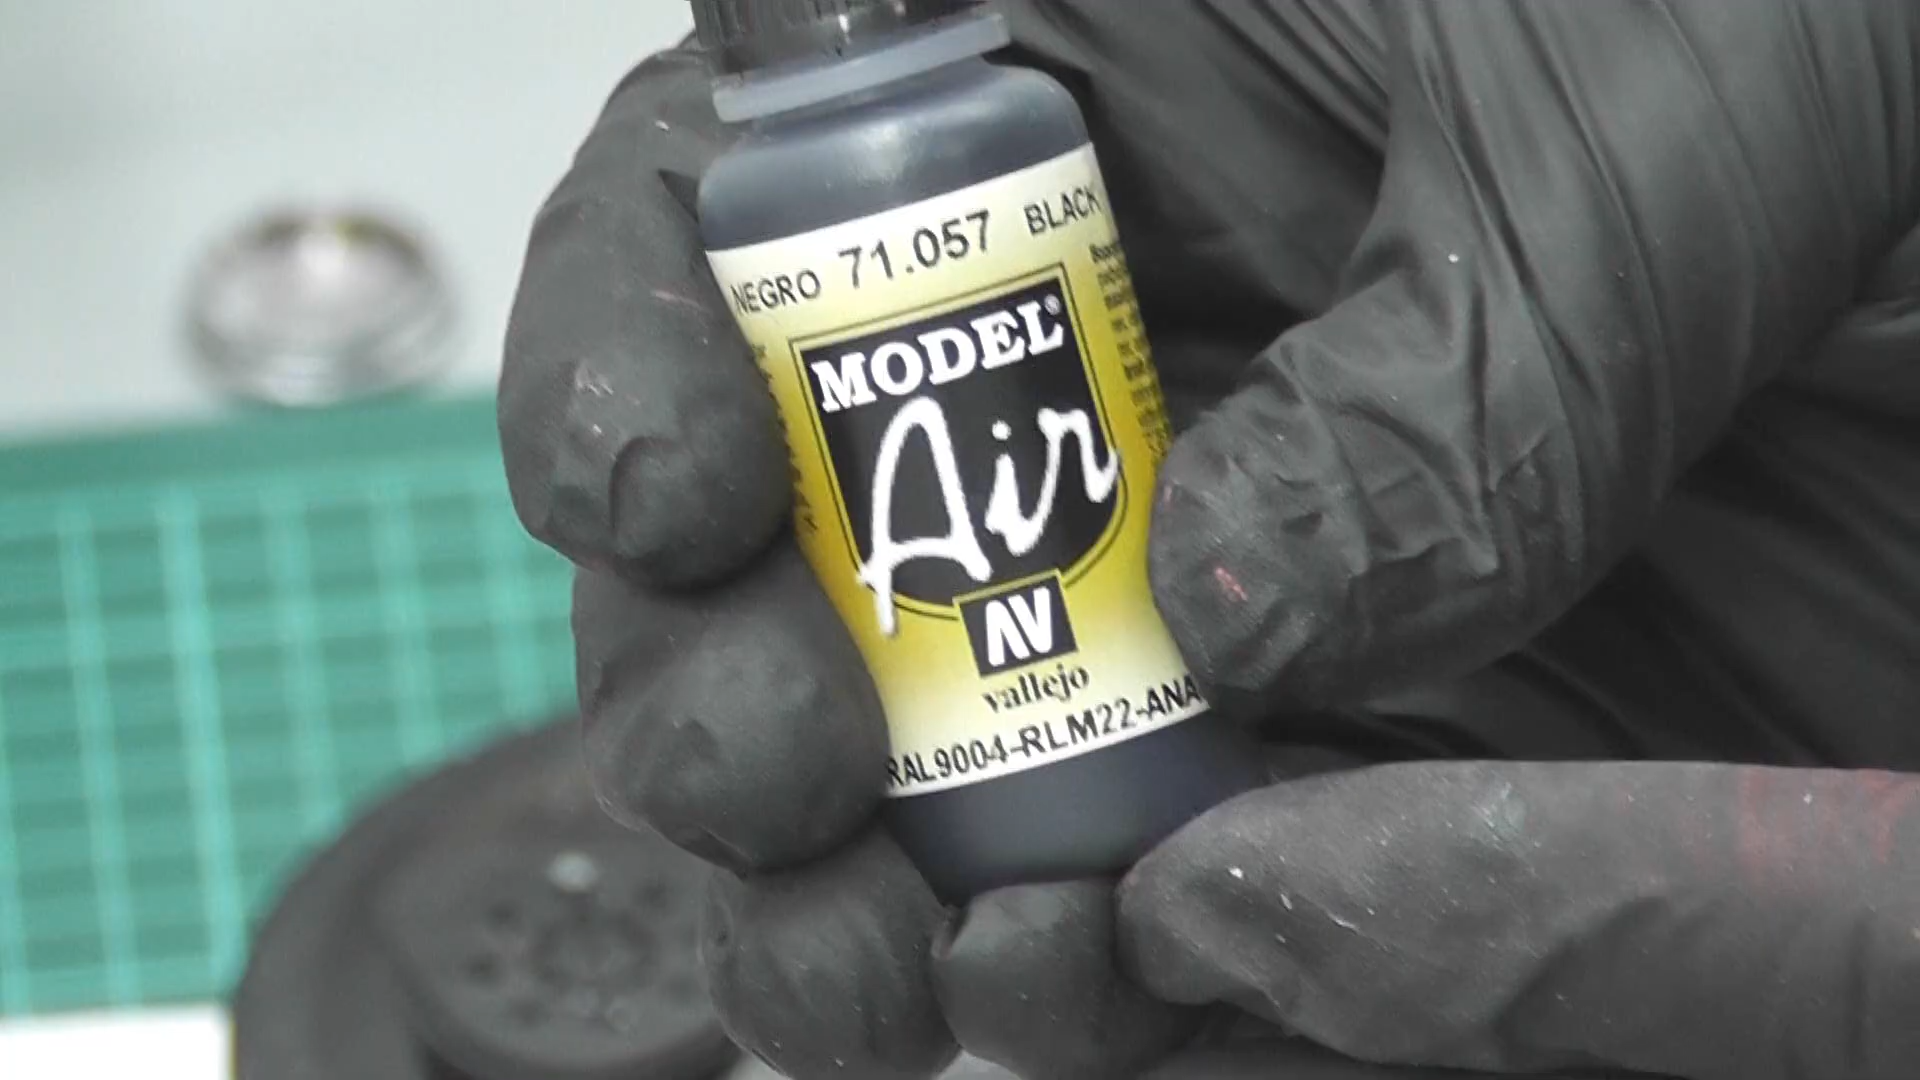 NEGRO 71.057 BLACK
MODEL®
Air
AV
vallejo
RAL9004-RLM22-ANA